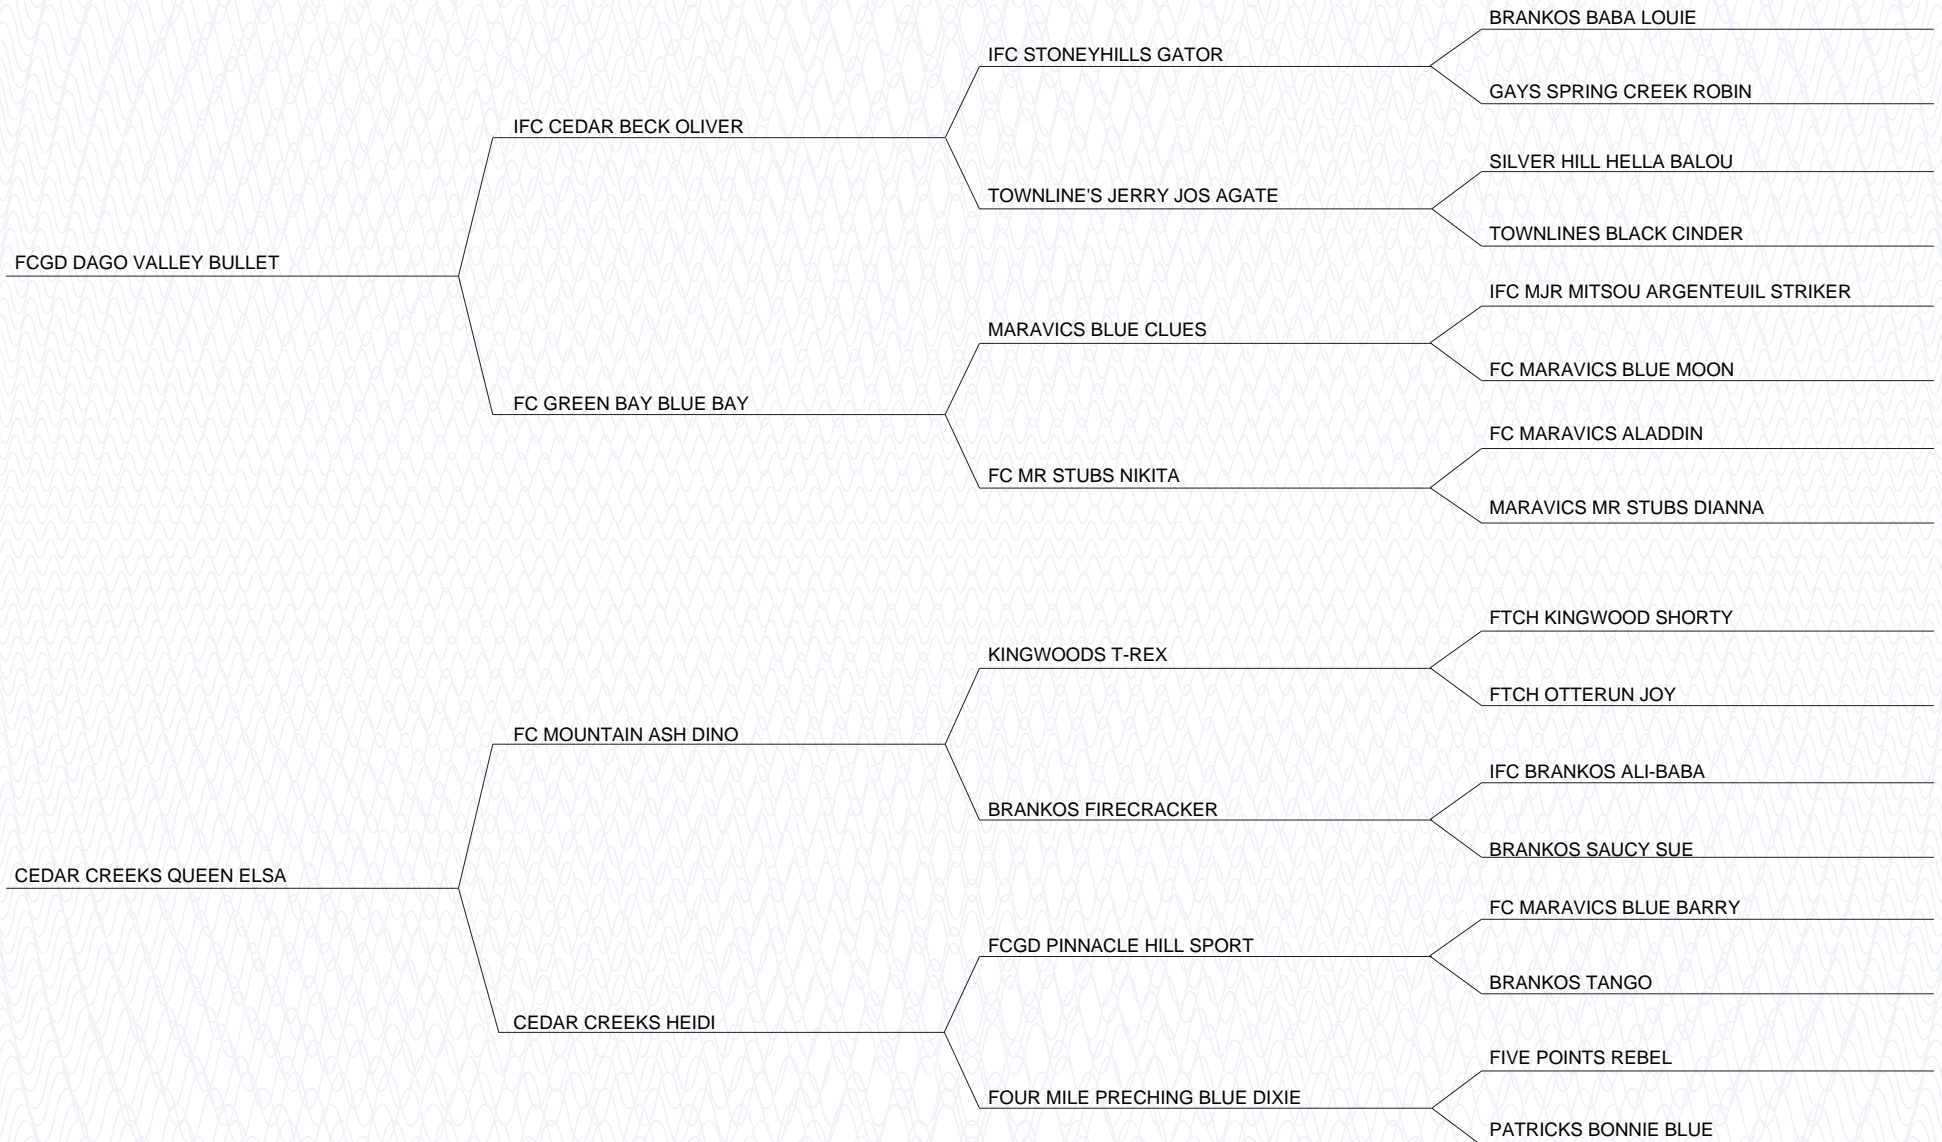 BRANKOS BABA LOUIE
IFC STONEYHILLS GATOR
GAYS SPRING CREEK ROBIN
IFC CEDAR BECK OLIVER
SILVER HILL HELLA BALOU
TOWNLINE'S JERRY JOS AGATE
TOWNLINES BLACK CINDER
FCGD DAGO VALLEY BULLET
IFC MJR MITSOU ARGENTEUIL STRIKER
MARAVICS BLUE CLUES
FC MARAVICS BLUE MOON
FC GREEN BAY BLUE BAY
FC MARAVICS ALADDIN
FC MR STUBS NIKITA
MARAVICS MR STUBS DIANNA
FTCH KINGWOOD SHORTY
KINGWOODS T-REX
FTCH OTTERUN JOY
FC MOUNTAIN ASH DINO
IFC BRANKOS ALI-BABA
BRANKOS FIRECRACKER
BRANKOS SAUCY SUE
CEDAR CREEKS QUEEN ELSA
FC MARAVICS BLUE BARRY
FCGD PINNACLE HILL SPORT
BRANKOS TANGO
CEDAR CREEKS HEIDI
FIVE POINTS REBEL
FOUR MILE PRECHING BLUE DIXIE
PATRICKS BONNIE BLUE